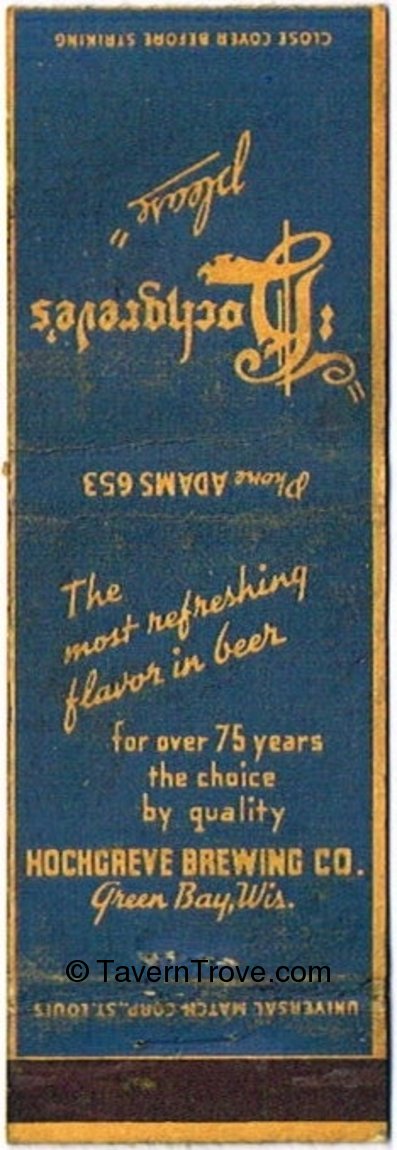 CLOSE COVER BEFORE STRIKING
"Hochgreve's
please"
Phone ADAMS 653
The
most refreshing
flavor in beer
for over 75 years
the choice
by quality
HOCHGREVE BREWING CO.
Green Bay, Wis.
© TavernTrove.com
UNIVERSAL MATCH CORP., ST. LOUIS